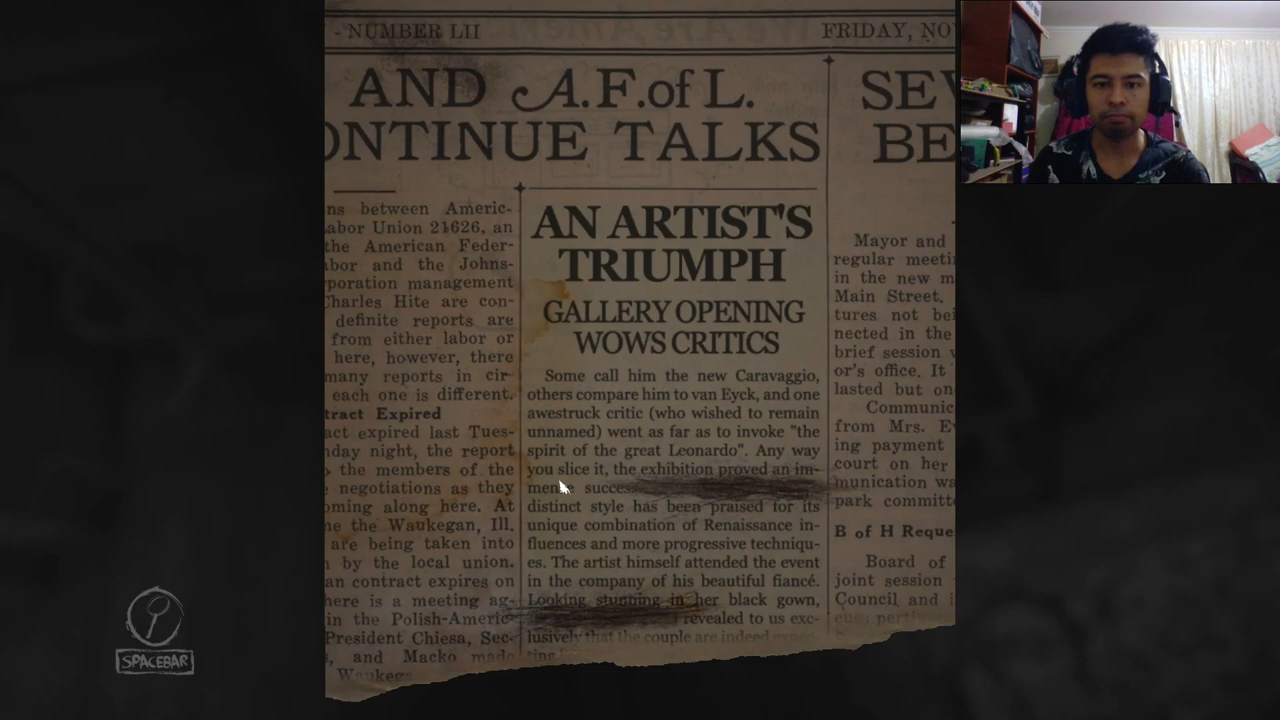 - NUMBER LII
FRIDAY, NO
AND A.F.of L.
ONTINUE TALKS
SE
BE
ns between Americ-
abor Union 21626, an
the American Feder-
bor and the Johns-
poration management
Charles Hite are con-
definite reports are
from either labor or
here, however, there
many reports in cir-
each one is different.
tract Expired
act expired last Tues-
day night, the report
the members of the
negotiations as they
oming along here. At
e the Waukegan, Ill.
are being taken into
by the local union.
an contract expires on
here is a meeting ag-
in the Polish-Americ-
President Chiesa, Sec-
, and Macko made
Waukega
AN ARTIST'S
TRIUMPH
GALLERY OPENING
WOWS CRITICS
Some call him the new Caravaggio,
others compare him to van Eyck, and one
awestruck critic (who wished to remain
unnamed) went as far as to invoke "the
spirit of the great Leonardo". Any way
you slice it, the exhibition proved an im-
mense success
distinct style has been praised for its
unique combination of Renaissance in-
fluences and more progressive techniqu-
es. The artist himself attended the event
in the company of his beautiful fiancé.
Looking stunning in her black gown,
revealed to us exc-
lusively that the couple are indeed expec-
ting
Mayor and
regular meetin
in the new m
Main Street.
tures not bei
nected in the
brief session
or's office. It
lasted but on
Communic
from Mrs. Ev
ing payment
court on her
munication wa
park committe
B of H Reque
Board of
joint session
Council and i
SPACEBAR